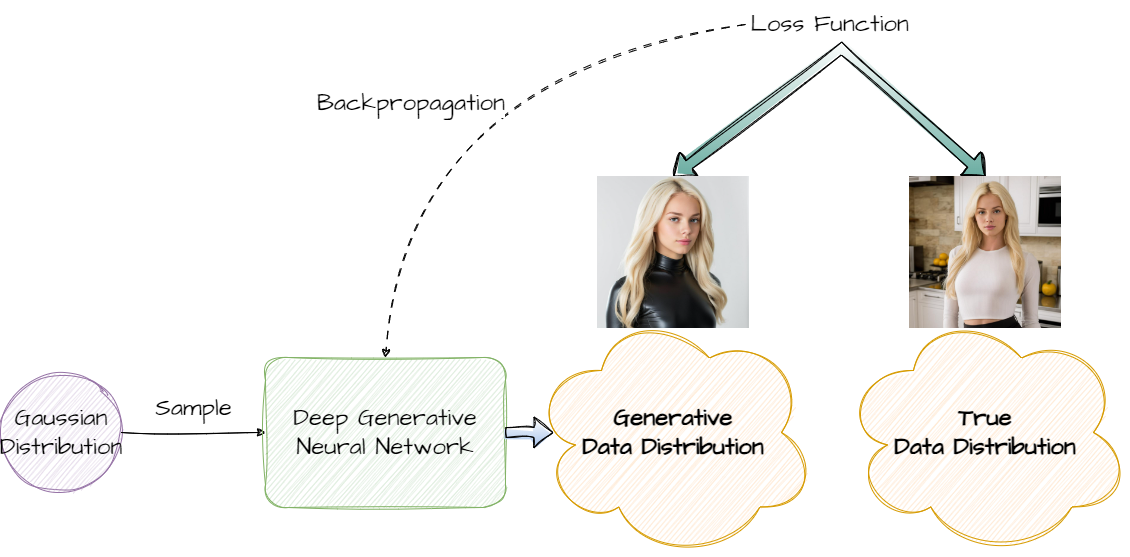 Loss Function
Backpropagation
Gaussian
Distribution
Sample
Deep Generative
Neural Network
Generative
Data Distribution
True
Data Distribution